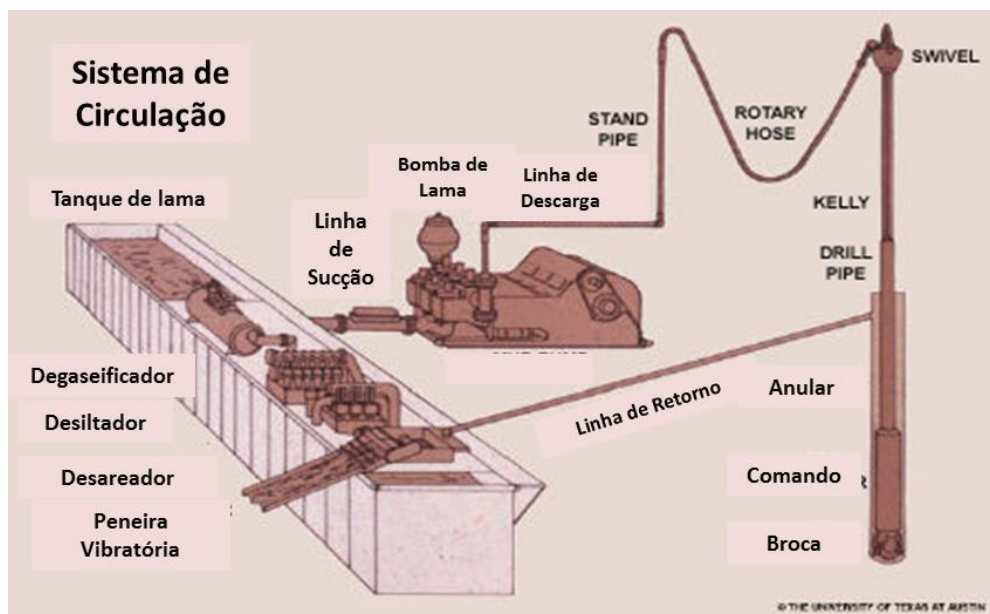 Sistema de
Circulação
SWIVEL
STAND
PIPE
ROTARY
HOSE
Bomba de
Lama
Linha de
Descarga
Tanque de lama
Linha
de
Sucção
KELLY
DRILL
PIPE
Degaseificador
Desiltador
Desareador
Peneira
Vibratória
Linha de Retorno
Anular
Comando
Broca
© THE UNIVERSITY OF TEXAS AT AUSTIN